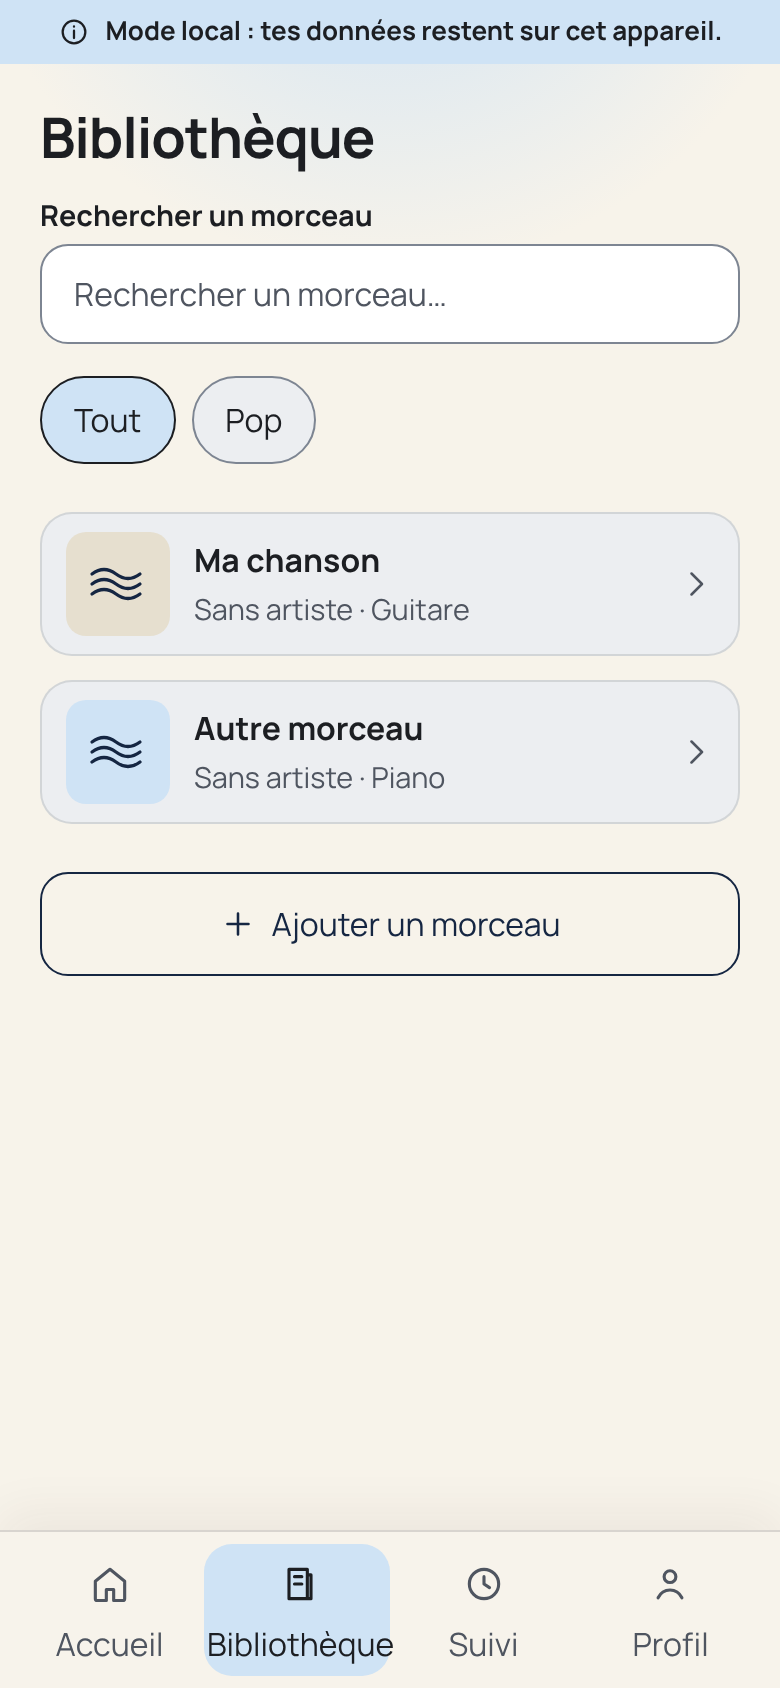 Mode local : tes données restent sur cet appareil.
Bibliothèque
Rechercher un morceau
Rechercher un morceau...
Tout
Pop
Ma chanson
Sans artiste · Guitare
Autre morceau
Sans artiste · Piano
Ajouter un morceau
Accueil
Bibliothèque
Suivi
Profil